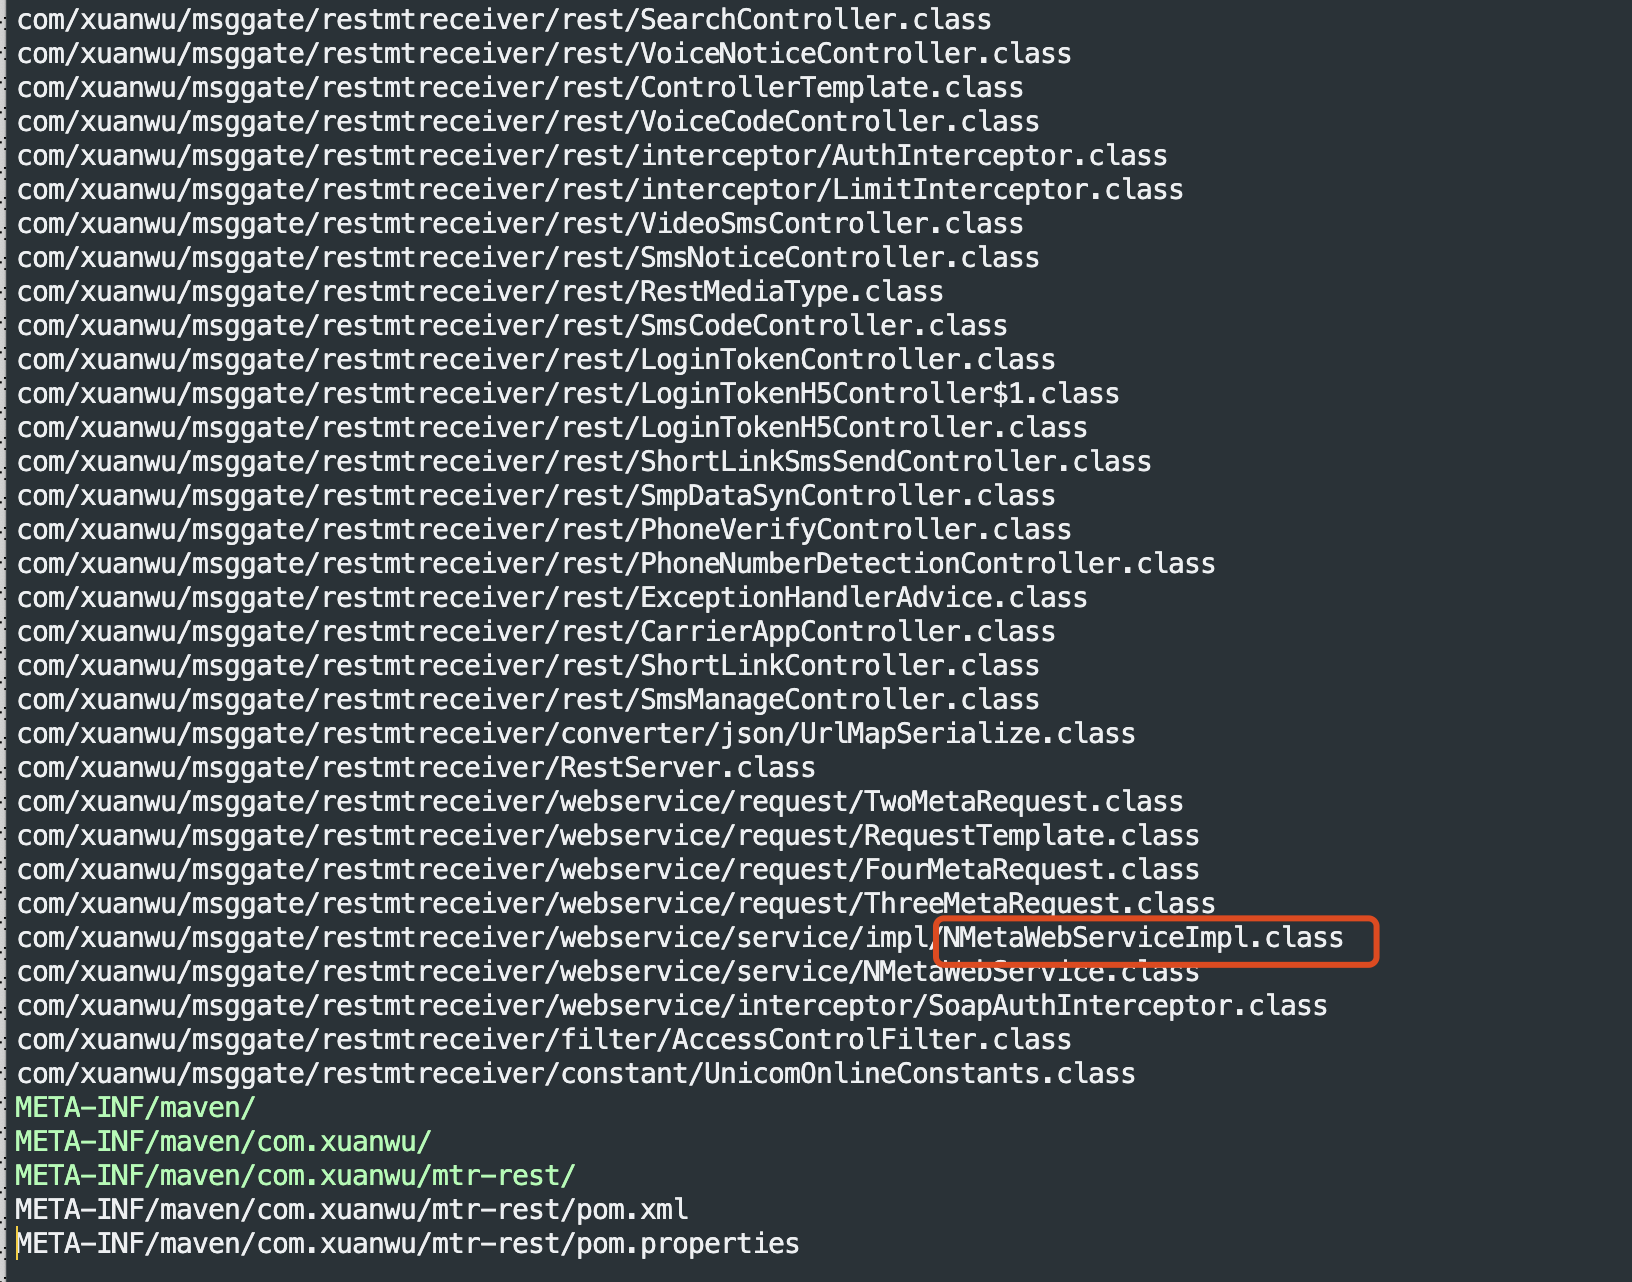 com/xuanwu/msggate/restmtreceiver/rest/SearchController.class
com/xuanwu/msggate/restmtreceiver/rest/VoiceNoticeController.class
com/xuanwu/msggate/restmtreceiver/rest/ControllerTemplate.class
com/xuanwu/msggate/restmtreceiver/rest/VoiceCodeController.class
com/xuanwu/msggate/restmtreceiver/rest/interceptor/AuthInterceptor.class
com/xuanwu/msggate/restmtreceiver/rest/interceptor/LimitInterceptor.class
com/xuanwu/msggate/restmtreceiver/rest/VideoSmsController.class
com/xuanwu/msggate/restmtreceiver/rest/SmsNoticeController.class
com/xuanwu/msggate/restmtreceiver/rest/RestMediaType.class
com/xuanwu/msggate/restmtreceiver/rest/SmsCodeController.class
com/xuanwu/msggate/restmtreceiver/rest/LoginTokenController.class
com/xuanwu/msggate/restmtreceiver/rest/LoginTokenH5Controller$1.class
com/xuanwu/msggate/restmtreceiver/rest/LoginTokenH5Controller.class
com/xuanwu/msggate/restmtreceiver/rest/ShortLinkSmsSendController.class
com/xuanwu/msggate/restmtreceiver/rest/SmpDataSynController.class
com/xuanwu/msggate/restmtreceiver/rest/PhoneVerifyController.class
com/xuanwu/msggate/restmtreceiver/rest/PhoneNumberDetectionController.class
com/xuanwu/msggate/restmtreceiver/rest/ExceptionHandlerAdvice.class
com/xuanwu/msggate/restmtreceiver/rest/CarrierAppController.class
com/xuanwu/msggate/restmtreceiver/rest/ShortLinkController.class
com/xuanwu/msggate/restmtreceiver/rest/SmsManageController.class
com/xuanwu/msggate/restmtreceiver/converter/json/UrlMapSerialize.class
com/xuanwu/msggate/restmtreceiver/RestServer.class
com/xuanwu/msggate/restmtreceiver/webservice/request/TwoMetaRequest.class
com/xuanwu/msggate/restmtreceiver/webservice/request/RequestTemplate.class
com/xuanwu/msggate/restmtreceiver/webservice/request/FourMetaRequest.class
com/xuanwu/msggate/restmtreceiver/webservice/request/ThreeMetaRequest.class
com/xuanwu/msggate/restmtreceiver/webservice/service/impl/NMetaWebServiceImpl.class
com/xuanwu/msggate/restmtreceiver/webservice/service/NMetaWebService.class
com/xuanwu/msggate/restmtreceiver/webservice/interceptor/SoapAuthInterceptor.class
com/xuanwu/msggate/restmtreceiver/filter/AccessControlFilter.class
com/xuanwu/msggate/restmtreceiver/constant/UnicomOnlineConstants.class
META-INF/maven/
META-INF/maven/com.xuanwu/
META-INF/maven/com.xuanwu/mtr-rest/
META-INF/maven/com.xuanwu/mtr-rest/pom.xml
META-INF/maven/com.xuanwu/mtr-rest/pom.properties